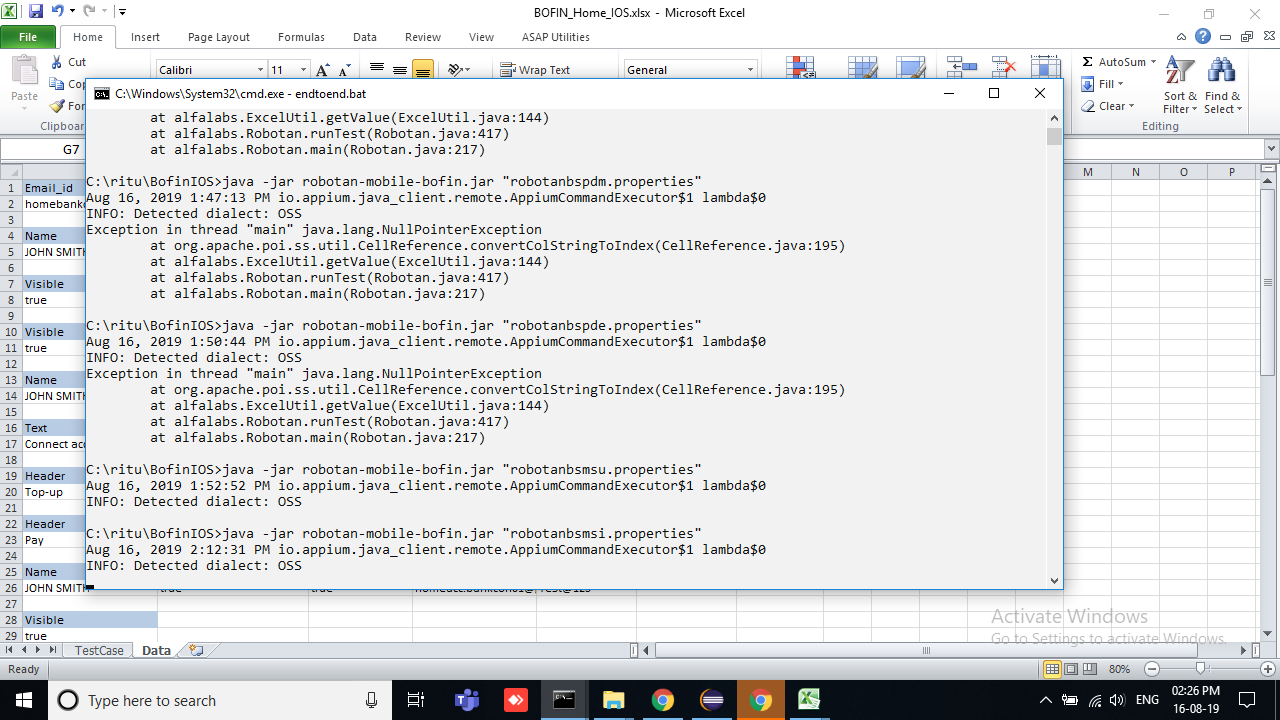 BOFIN_Home_IOS.xlsx - Microsoft Excel
File Home Insert Page Layout Formulas Data Review View ASAP Utilities
Paste Cut Calibri 11 A A Wrap Text General Σ AutoSum
Fill
Clear
Sort & Filter Find & Select
Clipboar Editing
G7
C:\Windows\System32\cmd.exe - endtoend.bat
at alfalabs.ExcelUtil.getValue(ExcelUtil.java:144)
at alfalabs.Robotan.runTest(Robotan.java:417)
at alfalabs.Robotan.main(Robotan.java:217)
C:\ritu\BofinIOS>java -jar robotan-mobile-bofin.jar "robotanbspdm.properties"
Aug 16, 2019 1:47:13 PM io.appium.java_client.remote.AppiumCommandExecutor$1 lambda$0
INFO: Detected dialect: OSS
Exception in thread "main" java.lang.NullPointerException
at org.apache.poi.ss.util.CellReference.convertColStringToIndex(CellReference.java:195)
at alfalabs.ExcelUtil.getValue(ExcelUtil.java:144)
at alfalabs.Robotan.runTest(Robotan.java:417)
at alfalabs.Robotan.main(Robotan.java:217)
C:\ritu\BofinIOS>java -jar robotan-mobile-bofin.jar "robotanbspde.properties"
Aug 16, 2019 1:50:44 PM io.appium.java_client.remote.AppiumCommandExecutor$1 lambda$0
INFO: Detected dialect: OSS
Exception in thread "main" java.lang.NullPointerException
at org.apache.poi.ss.util.CellReference.convertColStringToIndex(CellReference.java:195)
at alfalabs.ExcelUtil.getValue(ExcelUtil.java:144)
at alfalabs.Robotan.runTest(Robotan.java:417)
at alfalabs.Robotan.main(Robotan.java:217)
C:\ritu\BofinIOS>java -jar robotan-mobile-bofin.jar "robotanbsmsu.properties"
Aug 16, 2019 1:52:52 PM io.appium.java_client.remote.AppiumCommandExecutor$1 lambda$0
INFO: Detected dialect: OSS
C:\ritu\BofinIOS>java -jar robotan-mobile-bofin.jar "robotanbsmsi.properties"
Aug 16, 2019 2:12:31 PM io.appium.java_client.remote.AppiumCommandExecutor$1 lambda$0
INFO: Detected dialect: OSS
M N O P
1 Email_id
2
3
4 Name
5 JOHN SMITH
6
7 Visible
8 true
9
10 Visible
11 true
12
13 Name
14 JOHN SMITH
15
16 Text
17 Connect
18
19 Header
20 Top-up
21
22 Header
23 Pay
24
25 Name
26 JOHN SMITH
27
28 Visible
29 true
Activate Windows
Go to Settings to activate Windows.
TestCase Data
Ready 80%
Type here to search ENG 02:26 PM
16-08-19